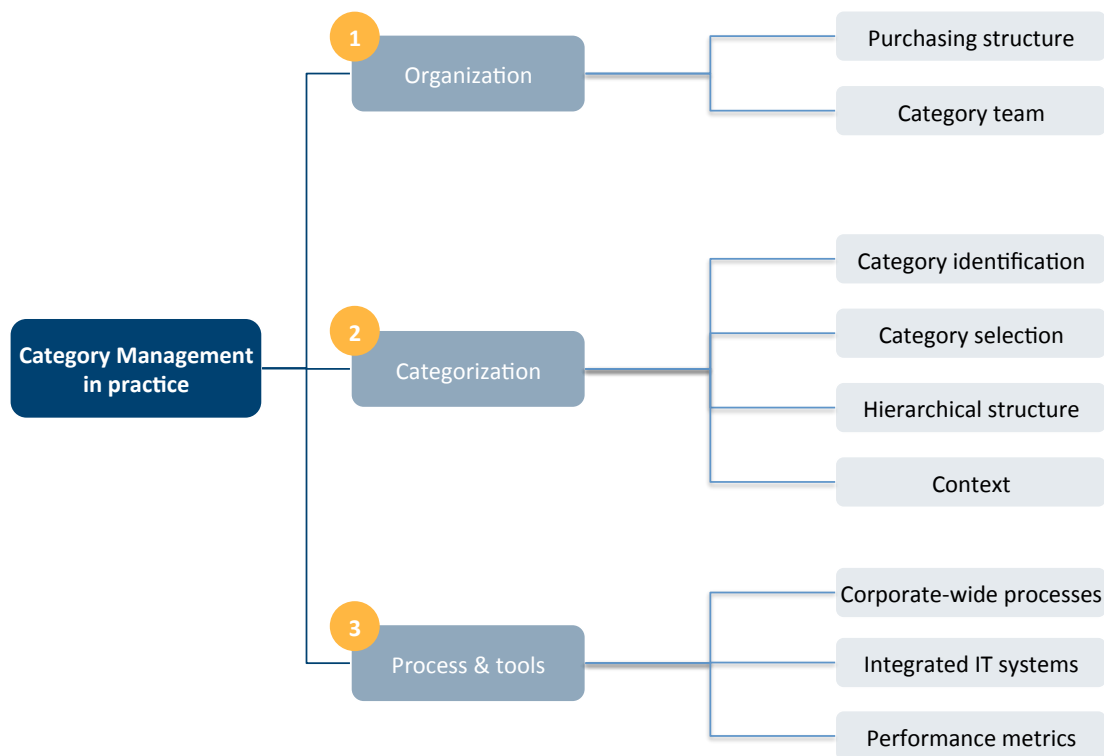 Category Management
in practice
1
Organization
Purchasing structure
Category team
2
Categorization
Category identification
Category selection
Hierarchical structure
Context
3
Process & tools
Corporate-wide processes
Integrated IT systems
Performance metrics